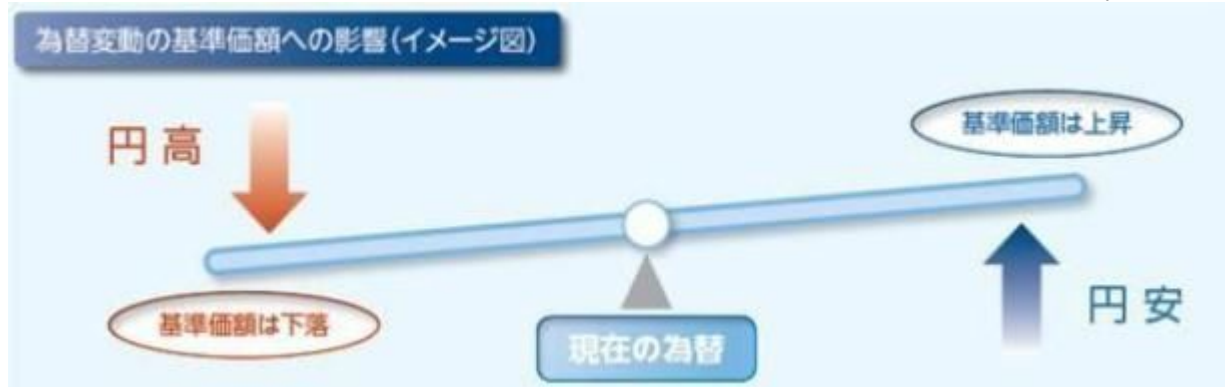 為替変動の基準価額への影響(イメージ図)
円高
基準価額は上昇
基準価額は下落
現在の為替
円安